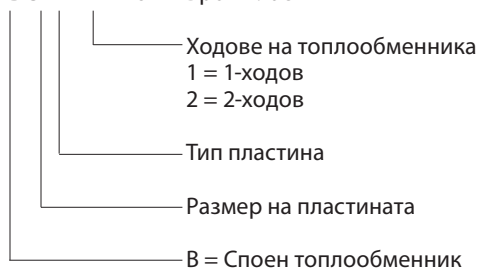 Ходове на топлообменника
1 = 1-ходов
2 = 2-ходов
Тип пластина
Размер на пластината
B = Споен топлообменник